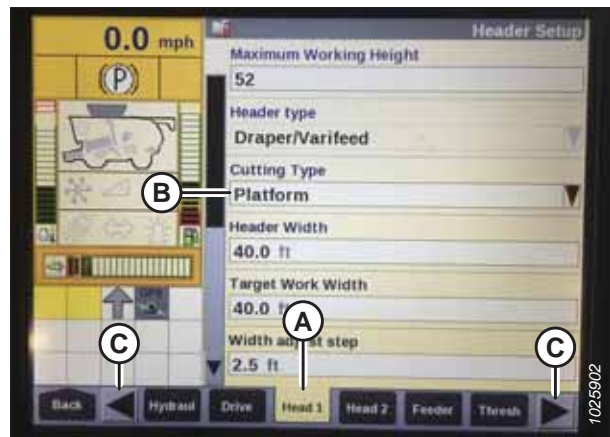 0.0 mph
Header Setup
(P)
Maximum Working Height
52
Header type
Draper/Varifeed
Cutting Type
B
Platform
Header Width
40.0 ft
Target Work Width
40.0
A
Width adjust step
2.5 ft
C
C
Back
Hydraul
Drive
Head 1
Head 2
Feeder
Thresh
1025902